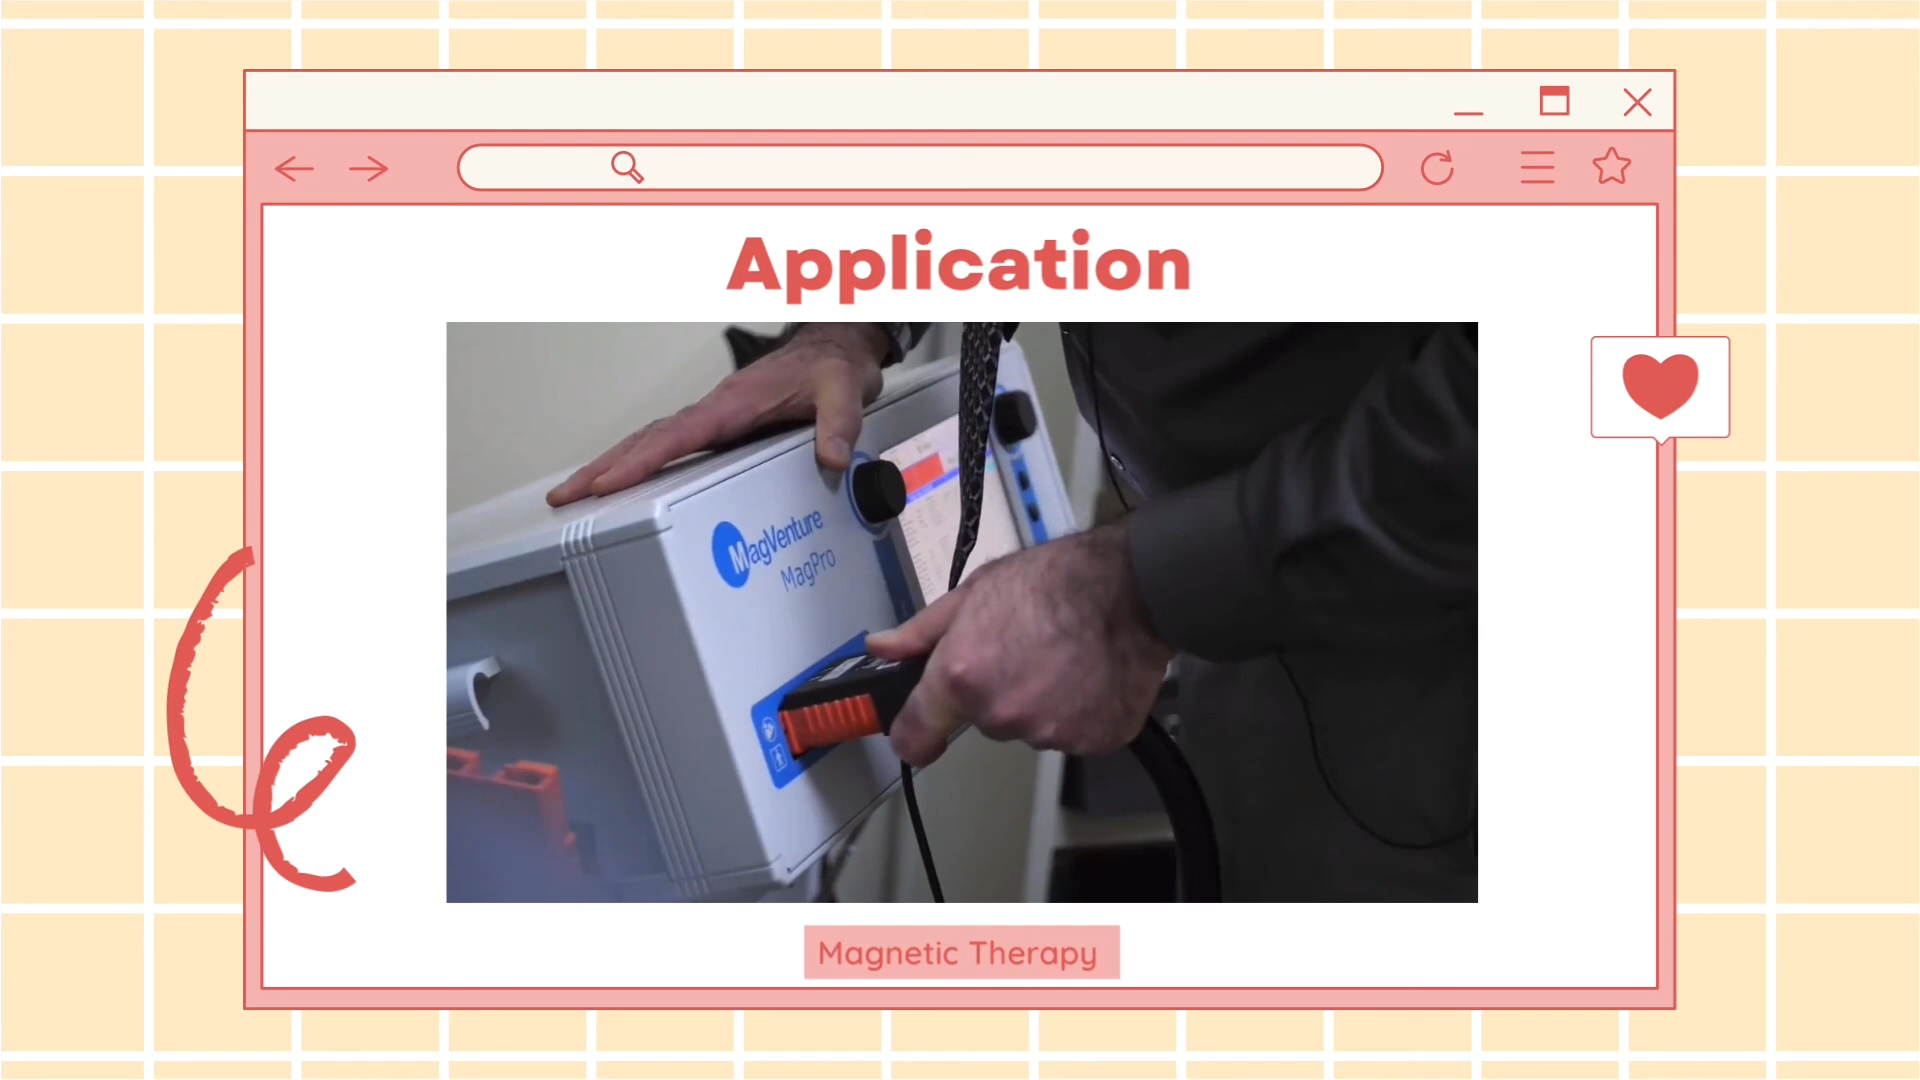 Application
MagVenture
MagPro
Magnetic Therapy